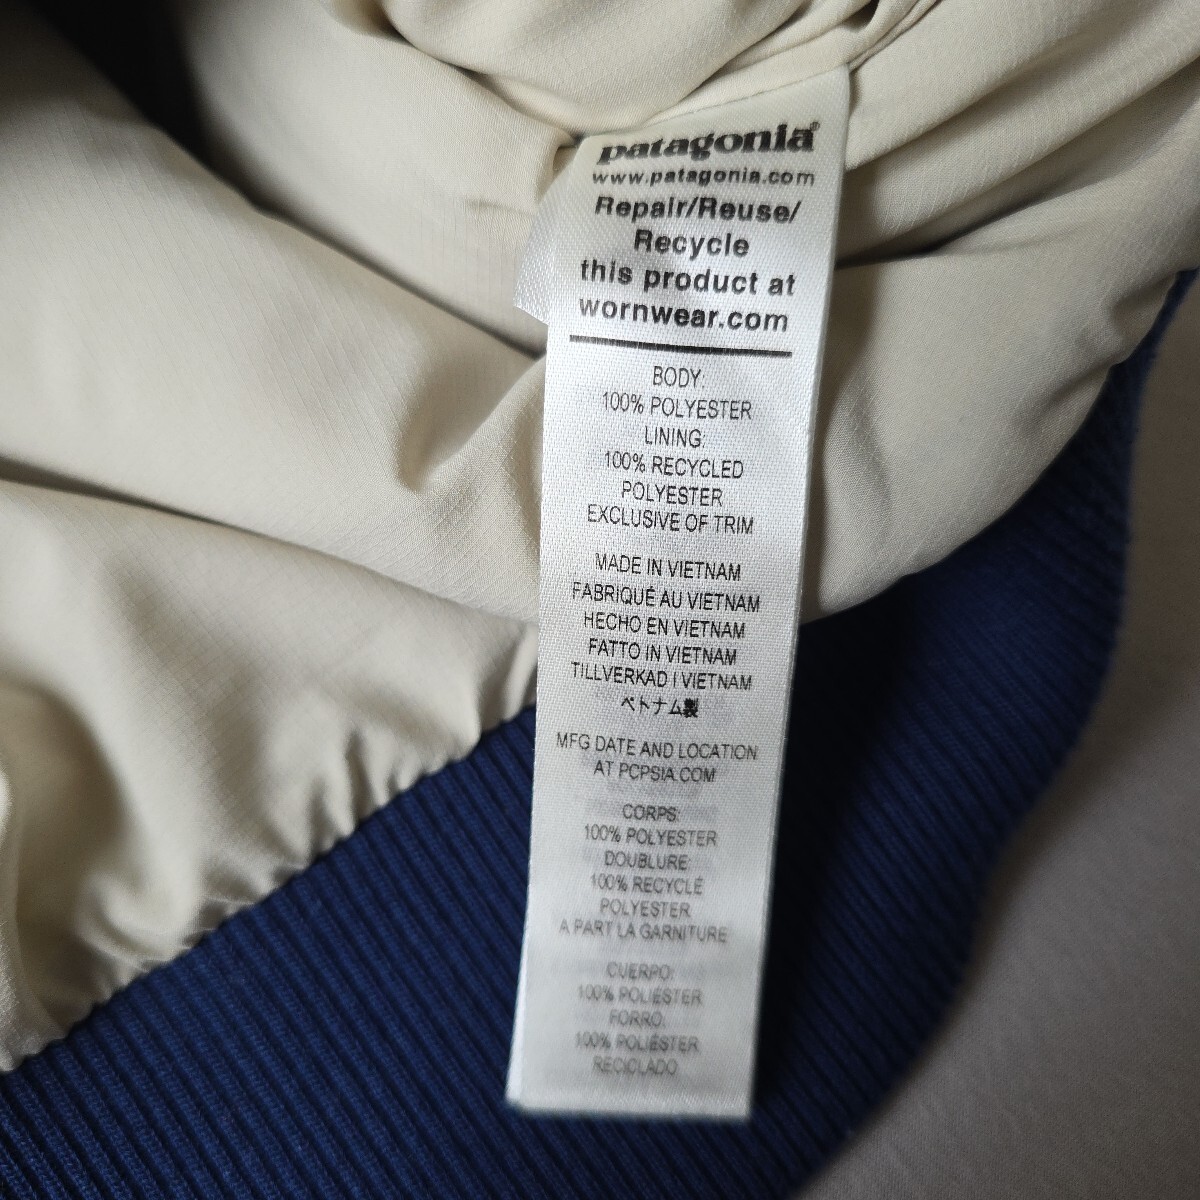 patagonia®
www.patagonia.com
Repair/Reuse/
Recycle
this product at
wornwear.com
BODY:
100% POLYESTER
LINING:
100% RECYCLED
POLYESTER
EXCLUSIVE OF TRIM
MADE IN VIETNAM
FABRIQUÉ AU VIETNAM
HECHO EN VIETNAM
FATTO IN VIETNAM
TILLVERKAD I VIETNAM
ベトナム製
MFG DATE AND LOCATION
AT PCPSIA.COM
CORPS:
100% POLYESTER
DOUBLURE:
100% RECYCLÉ
POLYESTER
A PART LA GARNITURE
CUERPO:
100% POLIÉSTER
FORRO:
100% POLIÉSTER
RECICLADO